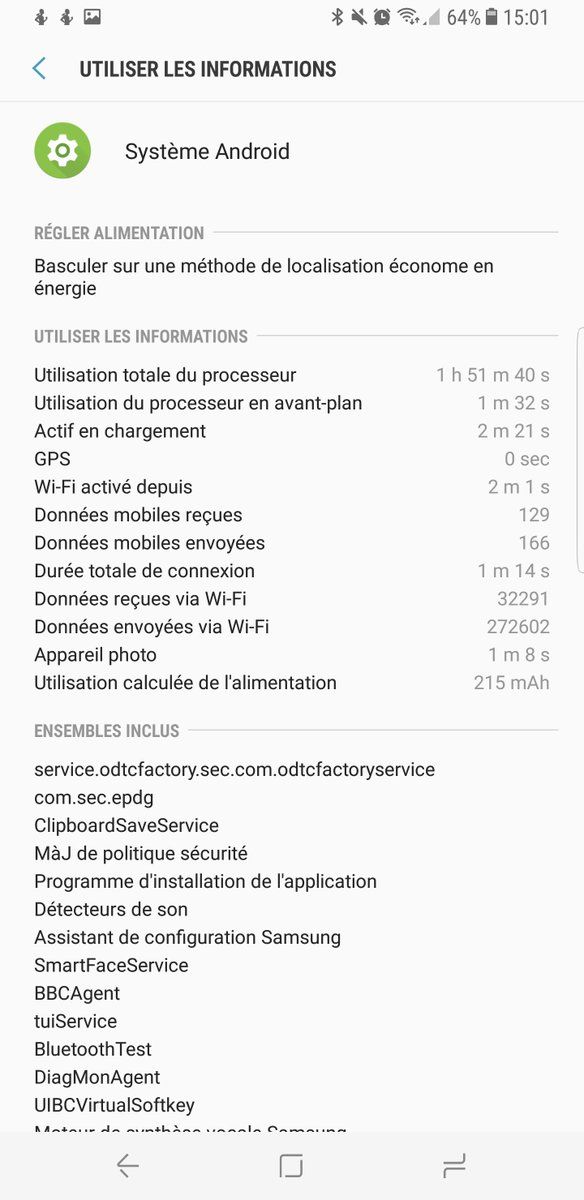 64% 15:01
UTILISER LES INFORMATIONS
Système Android
RÉGLER ALIMENTATION
Basculer sur une méthode de localisation économe en
énergie
UTILISER LES INFORMATIONS
Utilisation totale du processeur 1 h 51 m 40 s
Utilisation du processeur en avant-plan 1 m 32 s
Actif en chargement 2 m 21 s
GPS 0 sec
Wi-Fi activé depuis 2 m 1 s
Données mobiles reçues 129
Données mobiles envoyées 166
Durée totale de connexion 1 m 14 s
Données reçues via Wi-Fi 32291
Données envoyées via Wi-Fi 272602
Appareil photo 1 m 8 s
Utilisation calculée de l'alimentation 215 mAh
ENSEMBLES INCLUS
service.odtcfactory.sec.com.odtcfactoryservice
com.sec.epdg
ClipboardSaveService
MàJ de politique sécurité
Programme d'installation de l'application
Détecteurs de son
Assistant de configuration Samsung
SmartFaceService
BBCAgent
tuiService
BluetoothTest
DiagMonAgent
UIBCVirtualSoftkey
Moteur de synthèse vocale Samsung